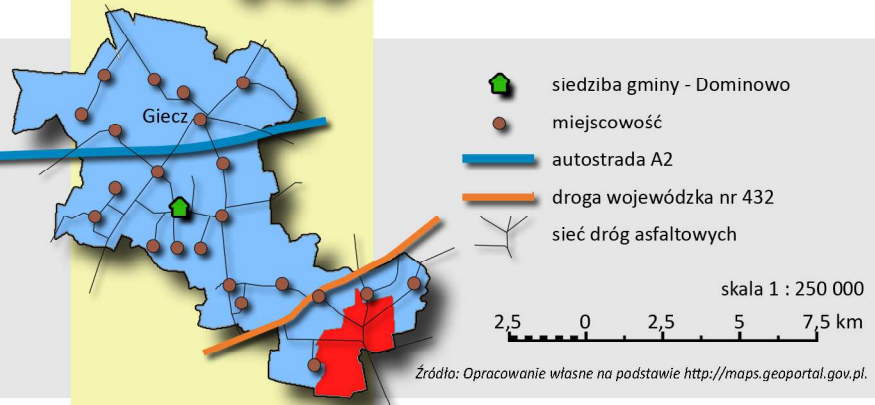 Giecz
siedziba gminy - Dominowo
miejscowość
autostrada A2
droga wojewódzka nr 432
sieć dróg asfaltowych
skala 1 : 250 000
2,5 0 2,5 5 7,5 km
Źródło: Opracowanie własne na podstawie http://maps.geoportal.gov.pl.